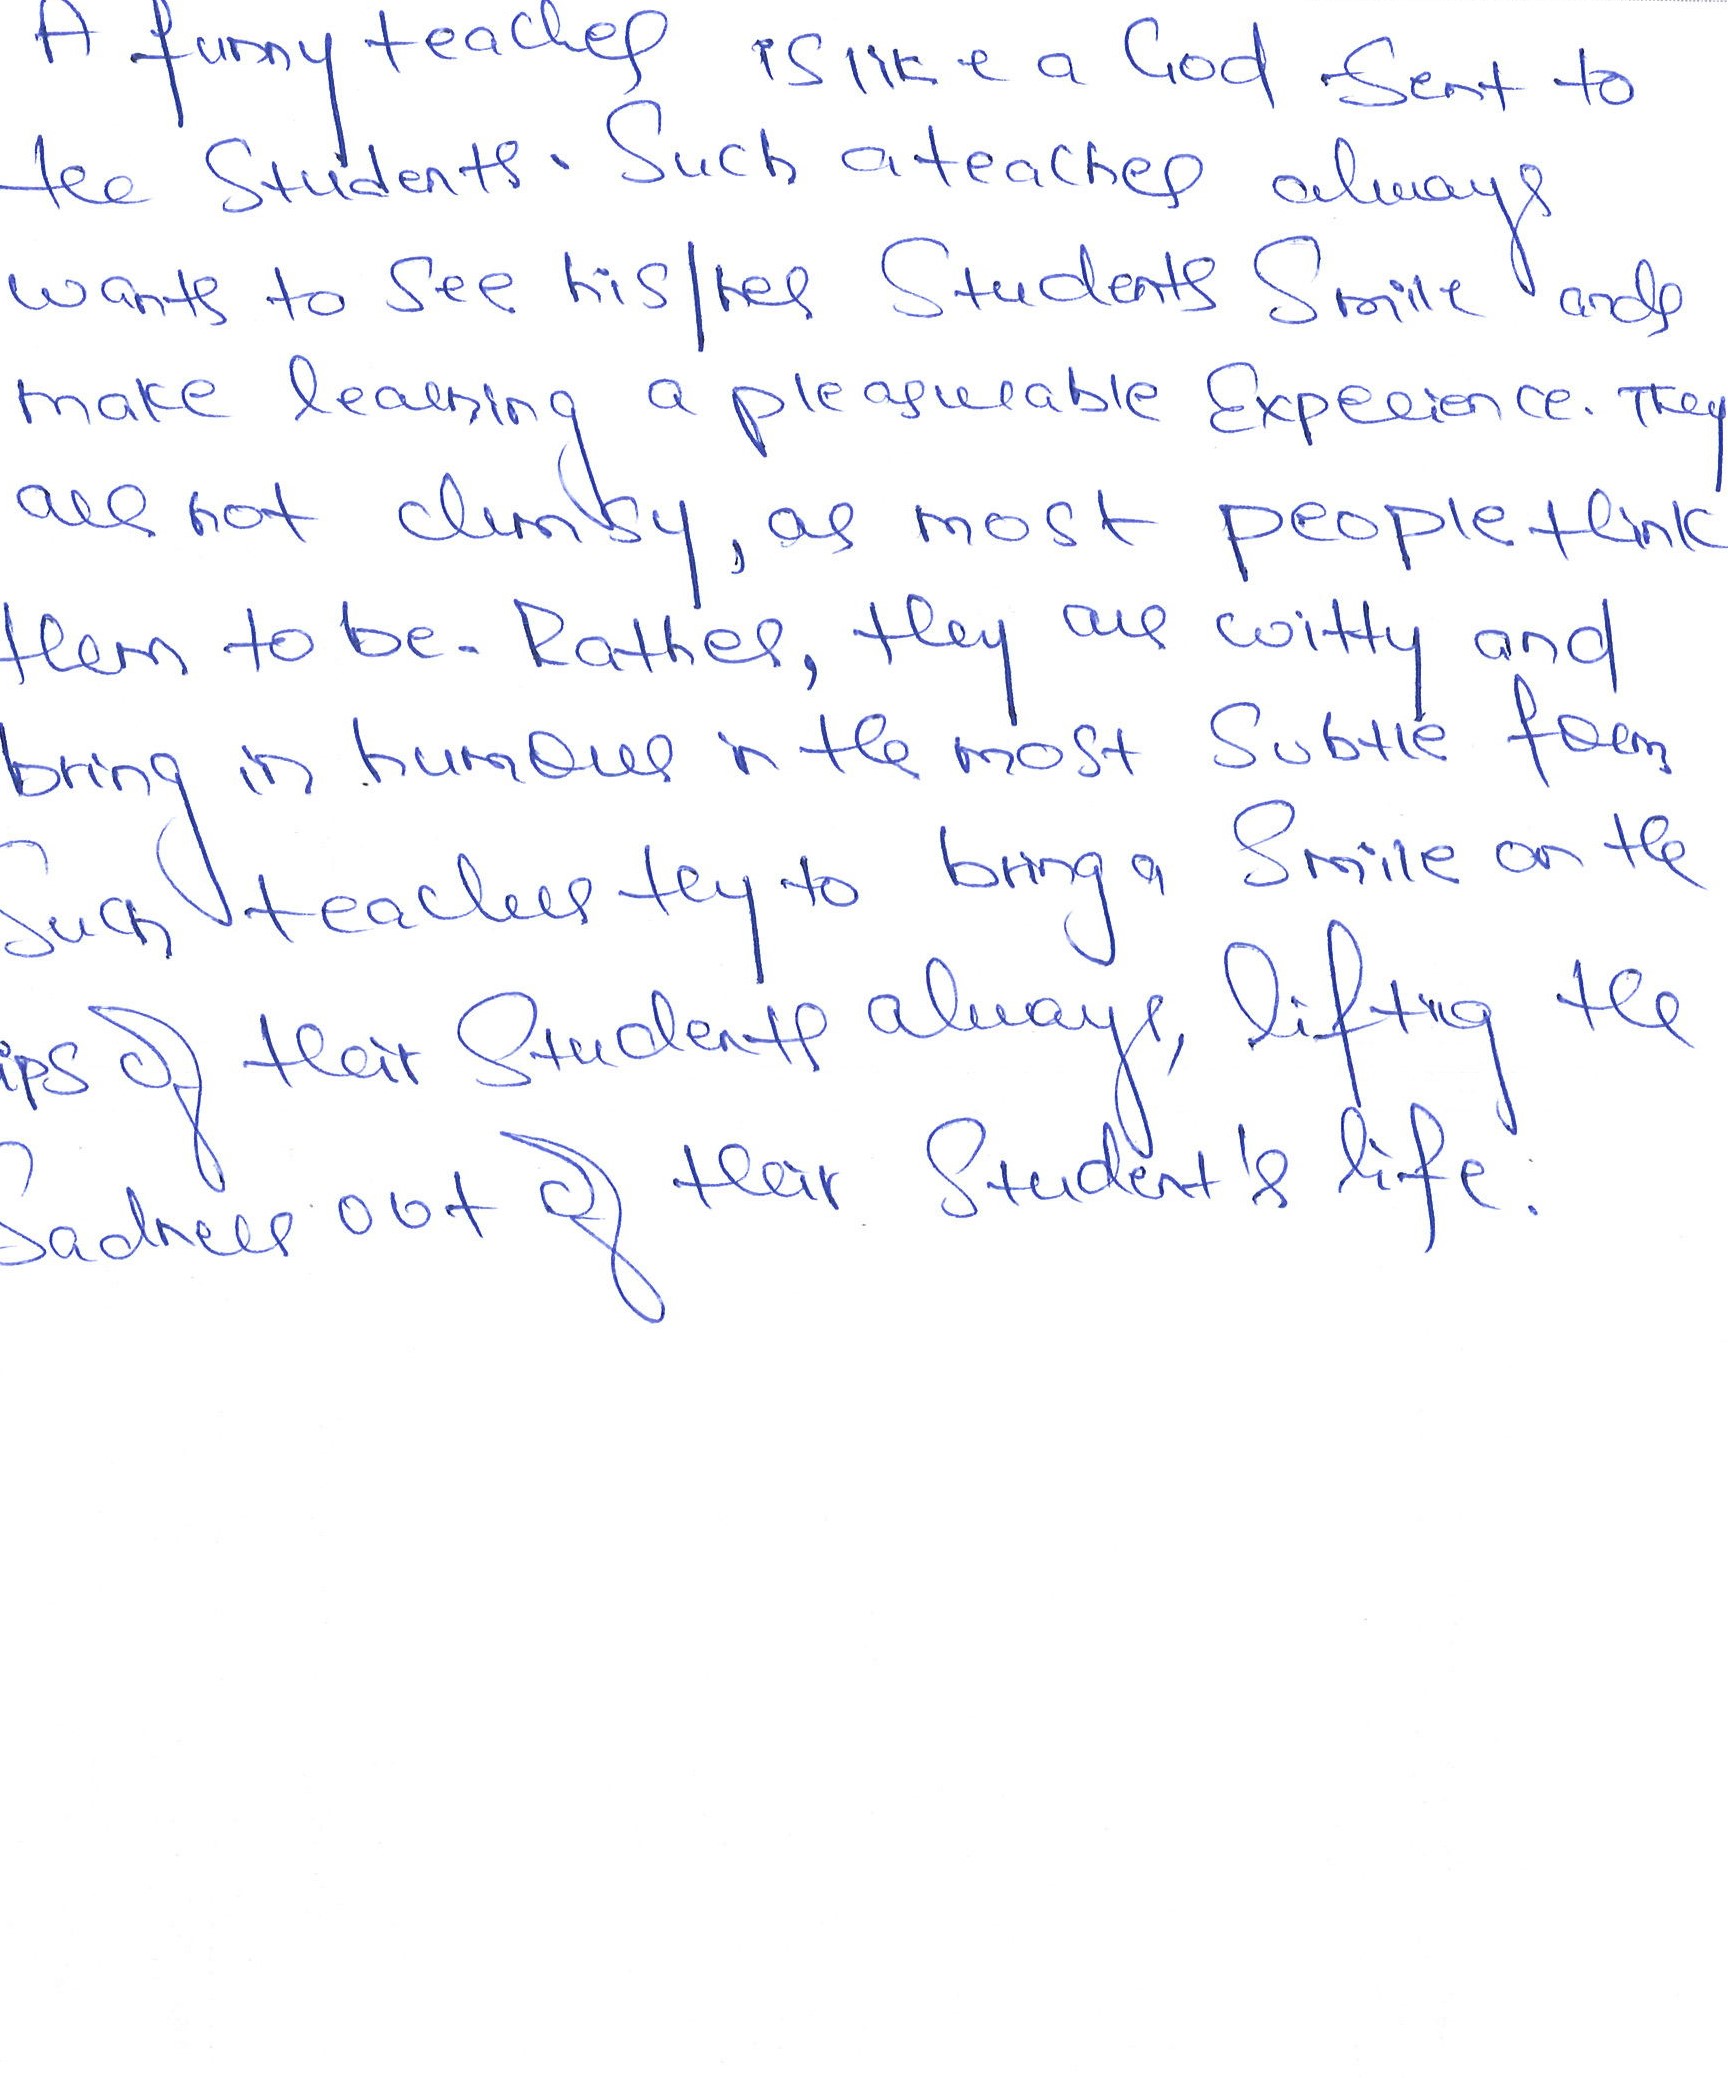 A funny teacher is like a God Sent to
the Students. Such a teacher always
wants to See his/her Students Smile and
make learning a pleasureable Experience. They
are not clumsy, as most people think
them to be. Rather, they are witty and
bring in humour in the most Subtle form
Such teachers try to bring a Smile on the
ips of their Students always, lifting the
Sadness out of their Student's life.